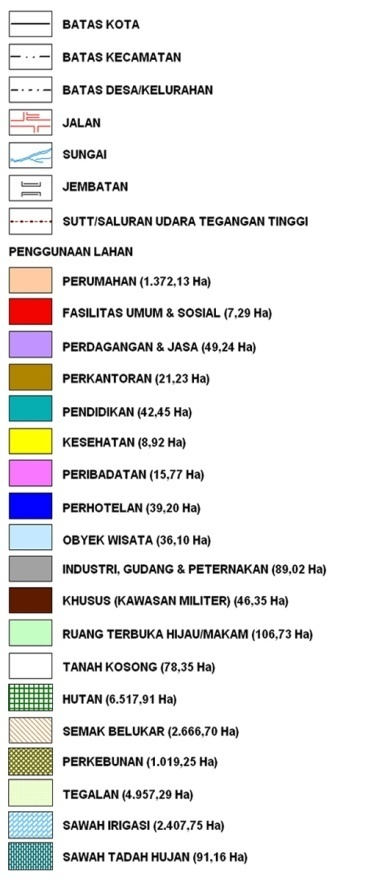 BATAS KOTA
BATAS KECAMATAN
BATAS DESA/KELURAHAN
JALAN
SUNGAI
JEMBATAN
SUTT/SALURAN UDARA TEGANGAN TINGGI
PENGGUNAAN LAHAN
PERUMAHAN (1.372,13 Ha)
FASILITAS UMUM & SOSIAL (7,29 Ha)
PERDAGANGAN & JASA (49,24 Ha)
PERKANTORAN (21,23 Ha)
PENDIDIKAN (42,45 Ha)
KESEHATAN (8,92 Ha)
PERIBADATAN (15,77 Ha)
PERHOTELAN (39,20 Ha)
OBYEK WISATA (36,10 Ha)
INDUSTRI, GUDANG & PETERNAKAN (89,02 Ha)
KHUSUS (KAWASAN MILITER) (46,35 Ha)
RUANG TERBUKA HIJAU/MAKAM (106,73 Ha)
TANAH KOSONG (78,35 Ha)
HUTAN (6.517,91 Ha)
SEMAK BELUKAR (2.666,70 Ha)
PERKEBUNAN (1.019,25 Ha)
TEGALAN (4.957,29 Ha)
SAWAH IRIGASI (2.407,75 Ha)
SAWAH TADAH HUJAN (91,16 Ha)